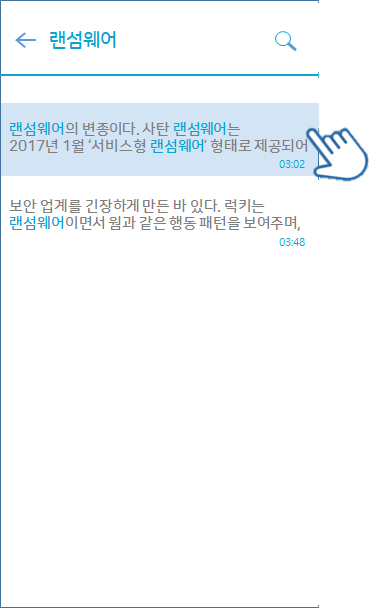 랜섬웨어
랜섬웨어의 변종이다. 사탄 랜섬웨어는
2017년 1월 ‘서비스형 랜섬웨어’ 형태로 제공되어
03:02
보안 업계를 긴장하게 만든 바 있다. 럭키는
랜섬웨어이면서 웜과 같은 행동 패턴을 보여주며,
03:48